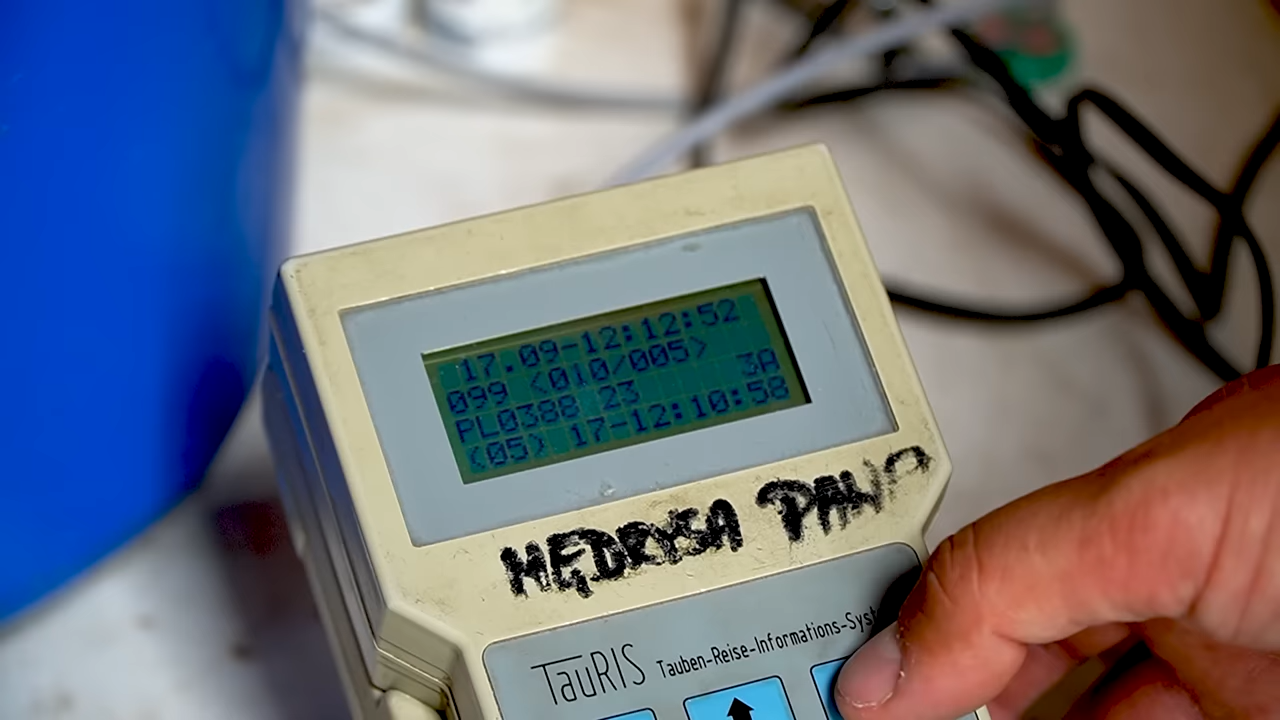 17.09-12:12:52
099 <010/005>
PL0388 23 3A
(05) 17-12:10:58
MĘDRYSA PAW
TauRIS Tauben-Reise-Informations-Syst